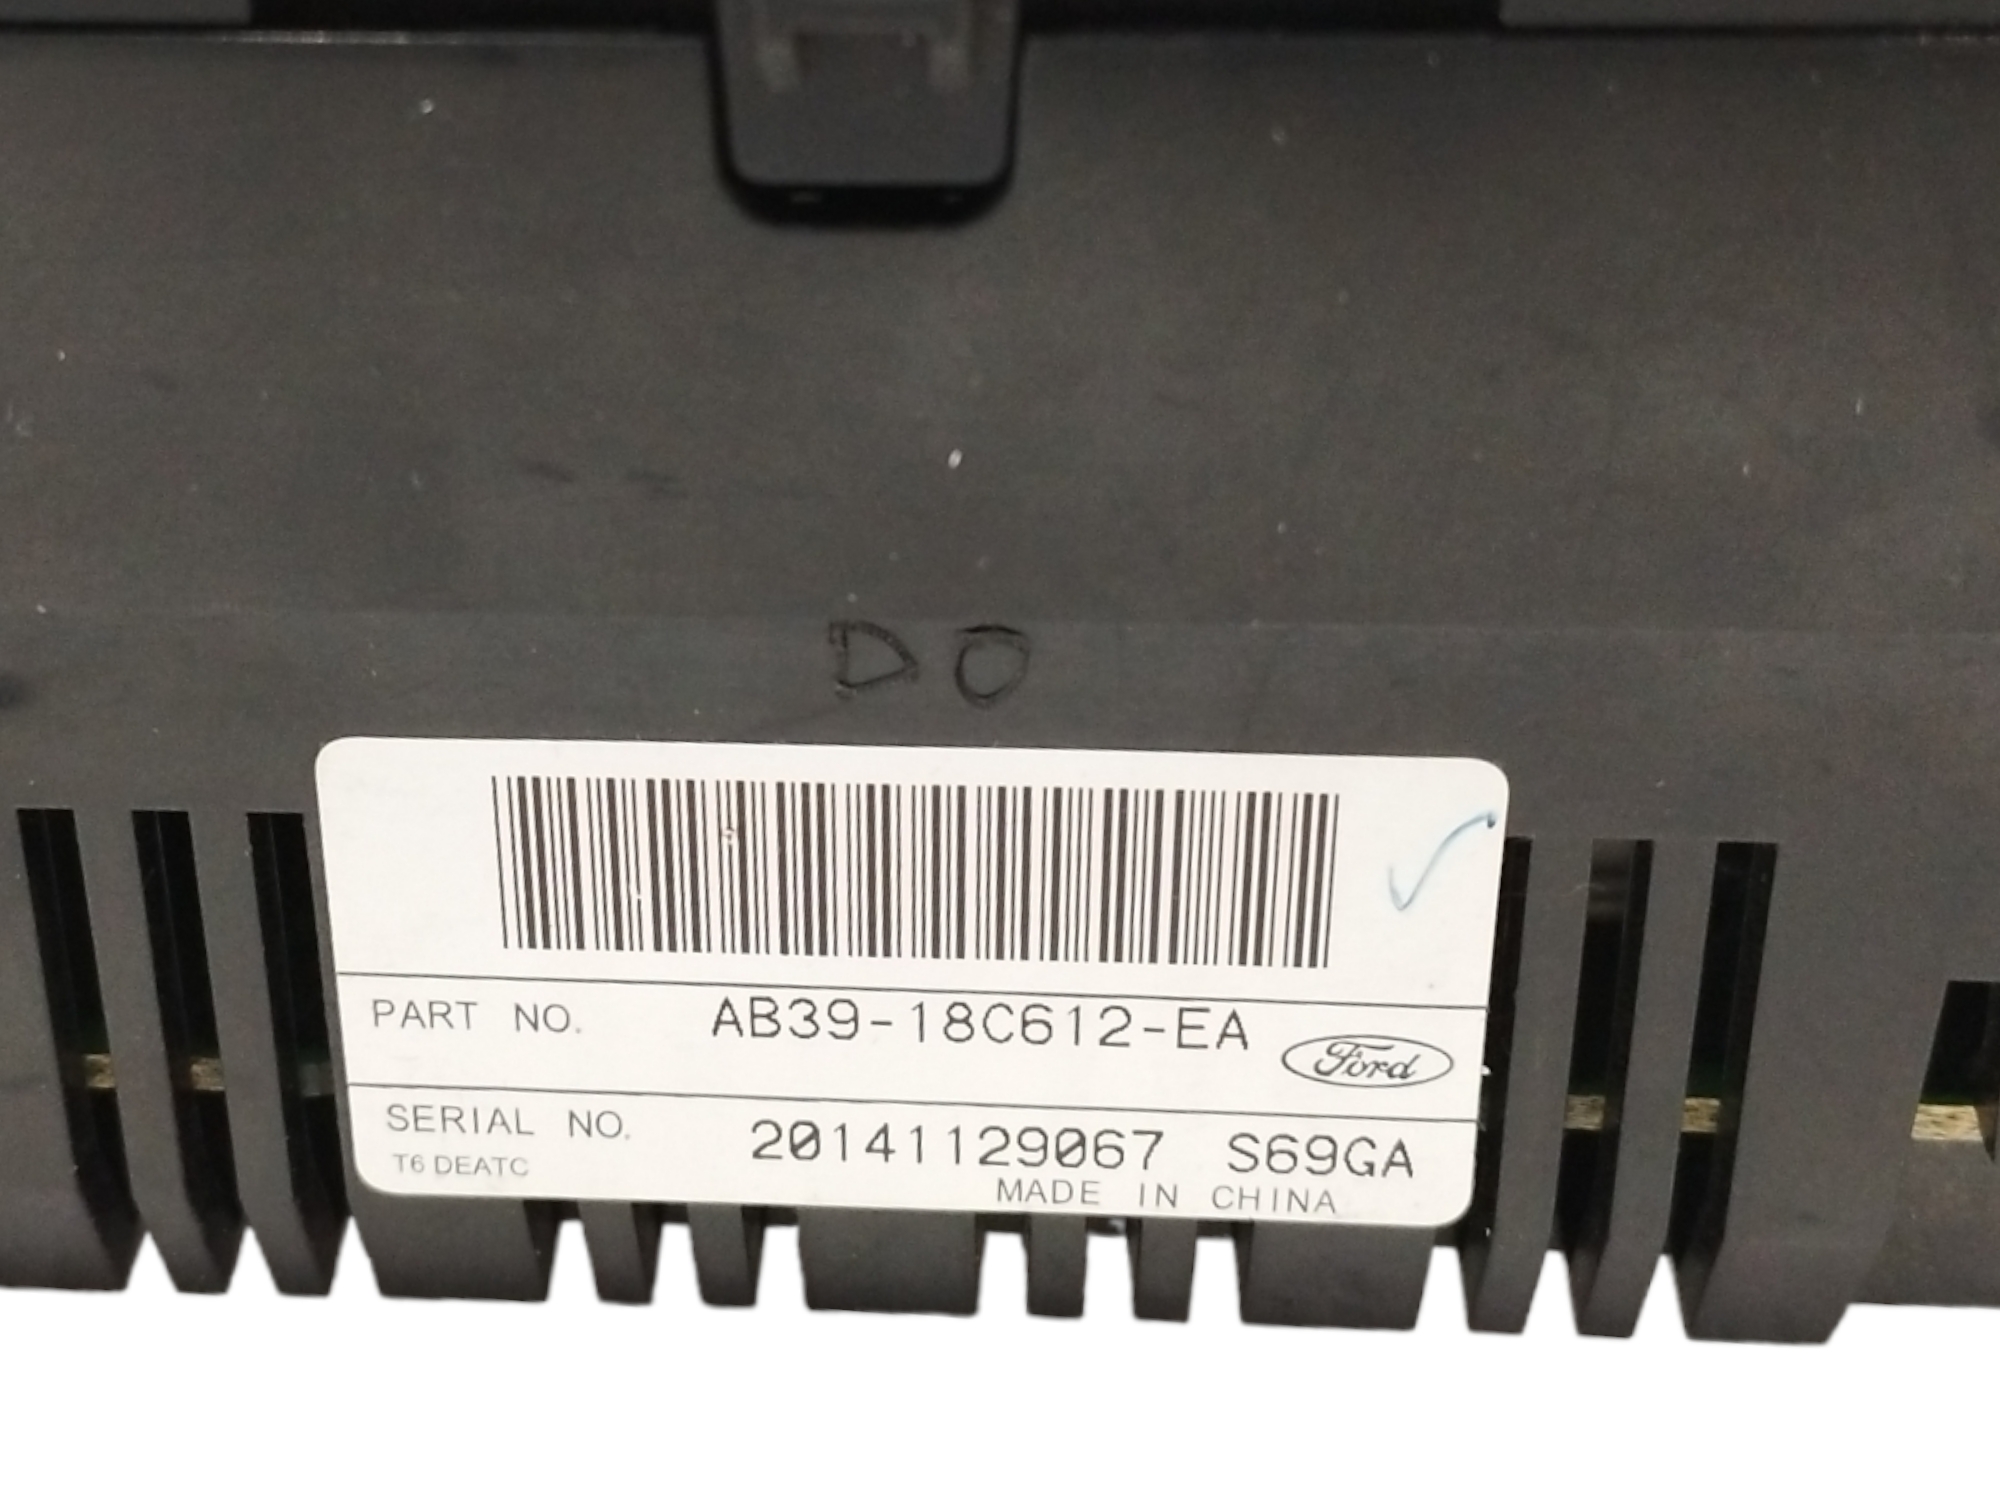 DO
PART NO. AB39-18C612-EA Ford
SERIAL NO. 20141129067 S69GA
T6 DEATC MADE IN CHINA